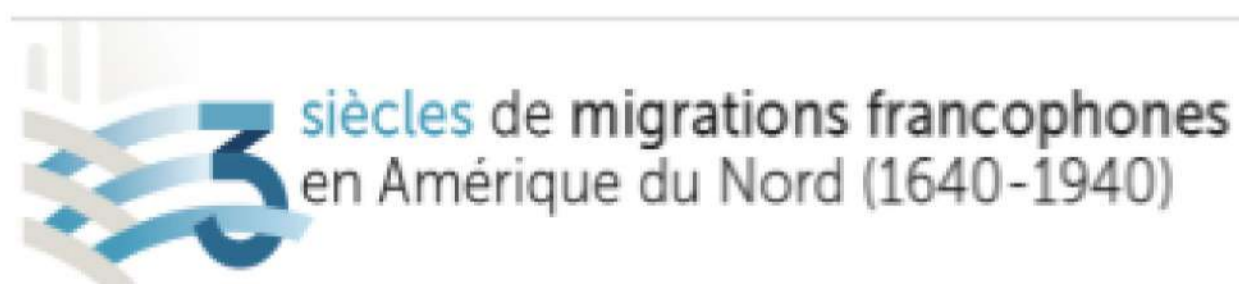 3 siècles de migrations francophones
en Amérique du Nord (1640-1940)